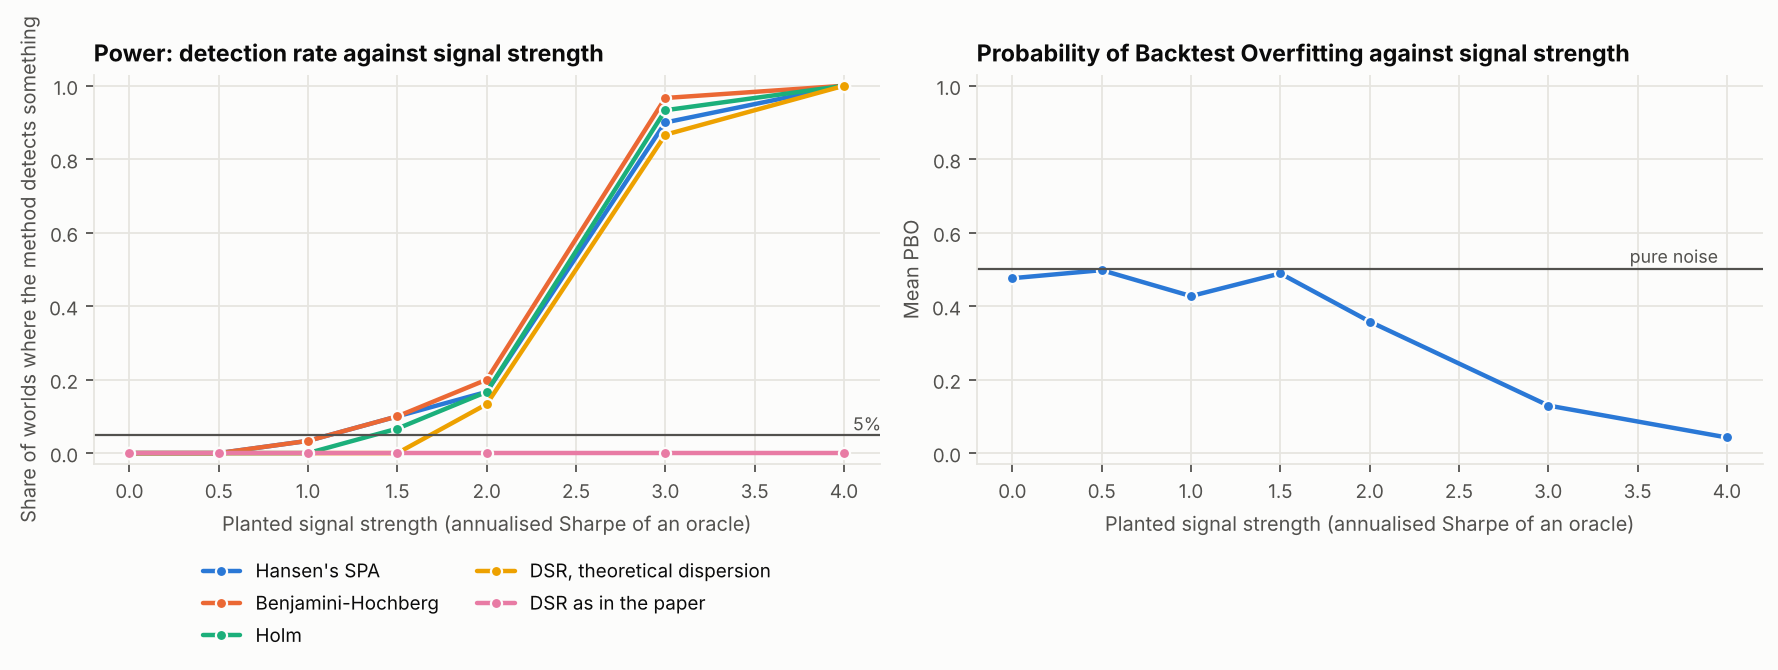 Power: detection rate against signal strength
Share of worlds where the method detects something
1.0
0.8
0.6
0.4
0.2
0.0
5%
0.0 0.5 1.0 1.5 2.0 2.5 3.0 3.5 4.0
Planted signal strength (annualised Sharpe of an oracle)
Hansen's SPA
Benjamini-Hochberg
Holm
DSR, theoretical dispersion
DSR as in the paper
Probability of Backtest Overfitting against signal strength
Mean PBO
1.0
0.8
0.6
0.4
0.2
0.0
pure noise
0.0 0.5 1.0 1.5 2.0 2.5 3.0 3.5 4.0
Planted signal strength (annualised Sharpe of an oracle)